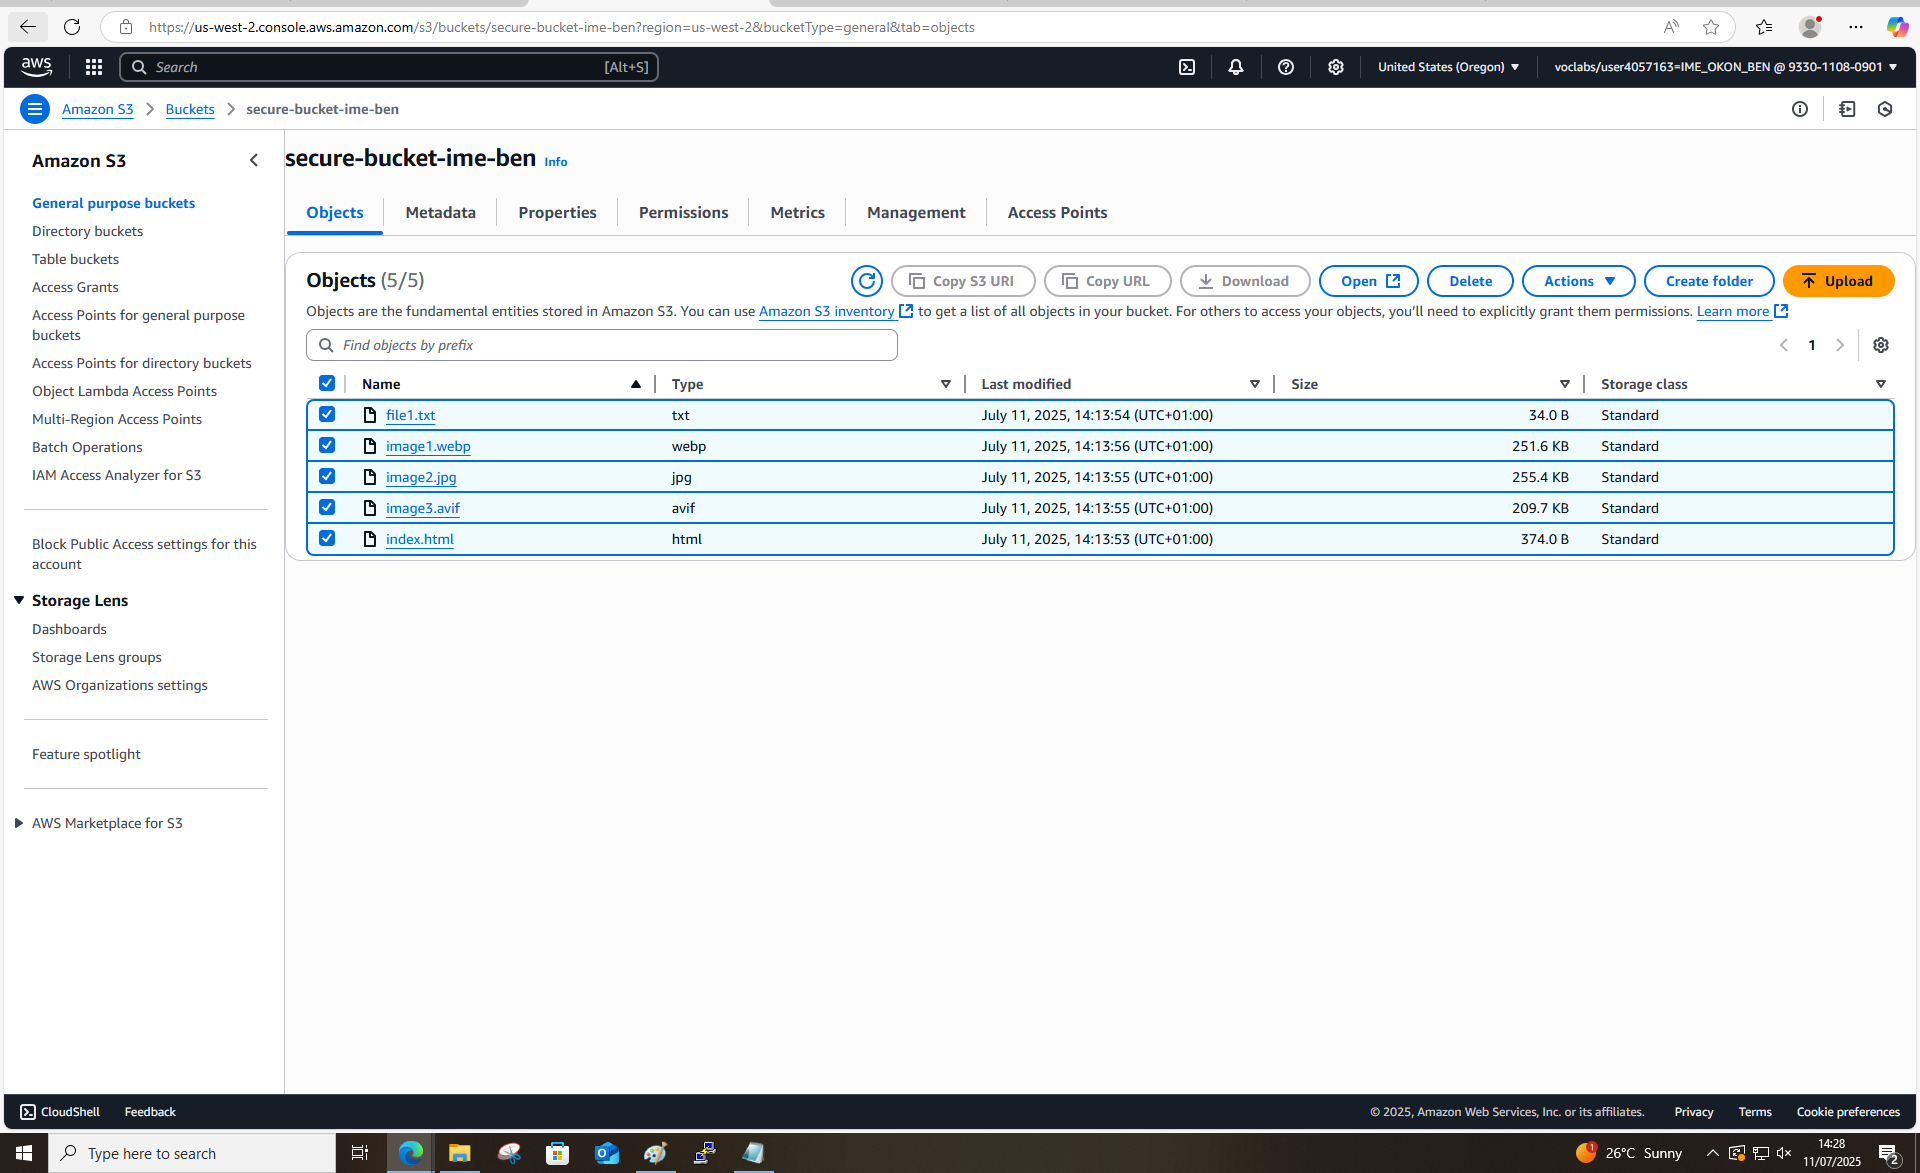 https://us-west-2.console.aws.amazon.com/s3/buckets/secure-bucket-ime-ben?region=us-west-2&bucketType=general&tab=objects
aws Search [Alt+S] United States (Oregon) voclabs/user4057163=IME_OKON_BEN @ 9330-1108-0901
Amazon S3 Buckets secure-bucket-ime-ben
Amazon S3
General purpose buckets
Directory buckets
Table buckets
Access Grants
Access Points for general purpose
buckets
Access Points for directory buckets
Object Lambda Access Points
Multi-Region Access Points
Batch Operations
IAM Access Analyzer for S3
Block Public Access settings for this
account
Storage Lens
Dashboards
Storage Lens groups
AWS Organizations settings
Feature spotlight
AWS Marketplace for S3
secure-bucket-ime-ben Info
Objects Metadata Properties Permissions Metrics Management Access Points
Objects (5/5) Copy S3 URI Copy URL Download Open Delete Actions Create folder Upload
Objects are the fundamental entities stored in Amazon S3. You can use Amazon S3 inventory to get a list of all objects in your bucket. For others to access your objects, you'll need to explicitly grant them permissions. Learn more
Find objects by prefix 1
Name Type Last modified Size Storage class
file1.txt txt July 11, 2025, 14:13:54 (UTC+01:00) 34.0 B Standard
image1.webp webp July 11, 2025, 14:13:56 (UTC+01:00) 251.6 KB Standard
image2.jpg jpg July 11, 2025, 14:13:55 (UTC+01:00) 255.4 KB Standard
image3.avif avif July 11, 2025, 14:13:55 (UTC+01:00) 209.7 KB Standard
index.html html July 11, 2025, 14:13:53 (UTC+01:00) 374.0 B Standard
CloudShell Feedback © 2025, Amazon Web Services, Inc. or its affiliates. Privacy Terms Cookie preferences
Type here to search 1 26°C Sunny 14:28
11/07/2025 2